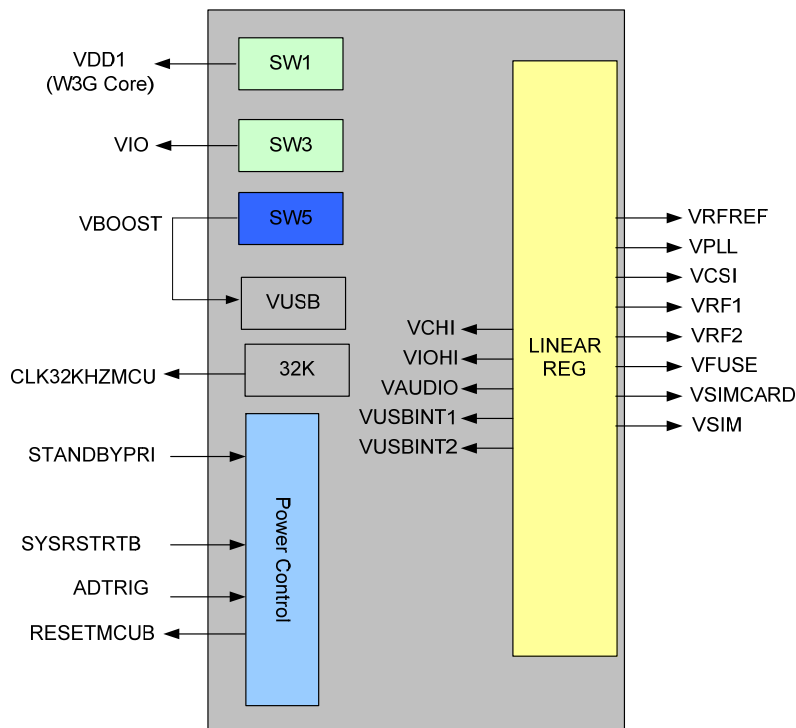 VDD1
(W3G Core)
SW1
VIO
SW3
VBOOST
SW5
VUSB
CLK32KHZMCU
32K
STANDBYPRI
SYSRSTRTB
ADTRIG
RESETMCUB
Power Control
VCHI
VIOHI
VAUDIO
VUSBINT1
VUSBINT2
LINEAR
REG
VRFREF
VPLL
VCSI
VRF1
VRF2
VFUSE
VSIMCARD
VSIM